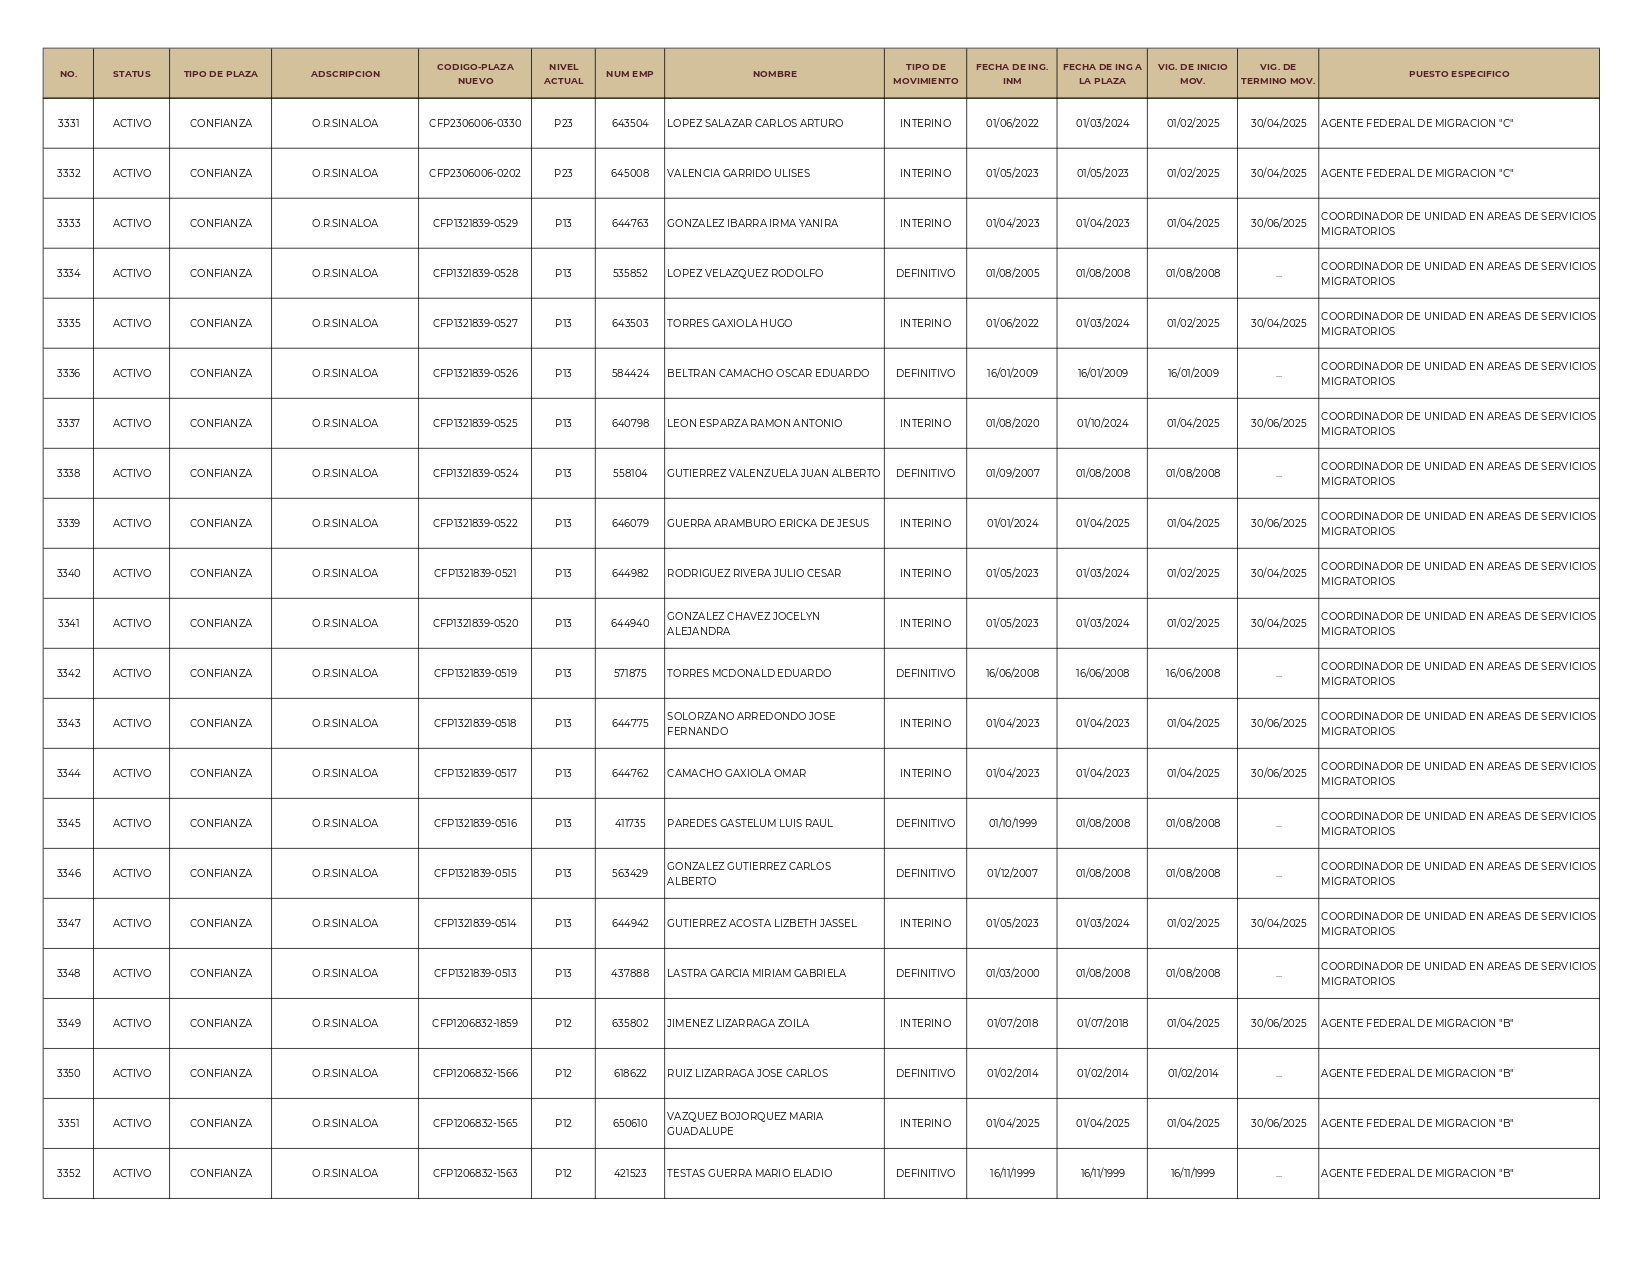 NO. STATUS TIPO DE PLAZA ADSCRIPCION CODIGO-PLAZA NUEVO NIVEL ACTUAL NUM EMP NOMBRE TIPO DE MOVIMIENTO FECHA DE ING. INM FECHA DE ING A LA PLAZA VIG. DE INICIO MOV. VIG. DE TERMINO MOV. PUESTO ESPECIFICO
3331 ACTIVO CONFIANZA O.R.SINALOA CFP2306006-0330 P23 643504 LOPEZ SALAZAR CARLOS ARTURO INTERINO 01/06/2022 01/03/2024 01/02/2025 30/04/2025 AGENTE FEDERAL DE MIGRACION "C"
3332 ACTIVO CONFIANZA O.R.SINALOA CFP2306006-0202 P23 645008 VALENCIA GARRIDO ULISES INTERINO 01/05/2023 01/05/2023 01/02/2025 30/04/2025 AGENTE FEDERAL DE MIGRACION "C"
3333 ACTIVO CONFIANZA O.R.SINALOA CFP1321839-0529 P13 644763 GONZALEZ IBARRA IRMA YANIRA INTERINO 01/04/2023 01/04/2023 01/04/2025 30/06/2025 COORDINADOR DE UNIDAD EN AREAS DE SERVICIOS MIGRATORIOS
3334 ACTIVO CONFIANZA O.R.SINALOA CFP1321839-0528 P13 535852 LOPEZ VELAZQUEZ RODOLFO DEFINITIVO 01/08/2005 01/08/2008 01/08/2008 ... COORDINADOR DE UNIDAD EN AREAS DE SERVICIOS MIGRATORIOS
3335 ACTIVO CONFIANZA O.R.SINALOA CFP1321839-0527 P13 643503 TORRES GAXIOLA HUGO INTERINO 01/06/2022 01/03/2024 01/02/2025 30/04/2025 COORDINADOR DE UNIDAD EN AREAS DE SERVICIOS MIGRATORIOS
3336 ACTIVO CONFIANZA O.R.SINALOA CFP1321839-0526 P13 584424 BELTRAN CAMACHO OSCAR EDUARDO DEFINITIVO 16/01/2009 16/01/2009 16/01/2009 ... COORDINADOR DE UNIDAD EN AREAS DE SERVICIOS MIGRATORIOS
3337 ACTIVO CONFIANZA O.R.SINALOA CFP1321839-0525 P13 640798 LEON ESPARZA RAMON ANTONIO INTERINO 01/08/2020 01/10/2024 01/04/2025 30/06/2025 COORDINADOR DE UNIDAD EN AREAS DE SERVICIOS MIGRATORIOS
3338 ACTIVO CONFIANZA O.R.SINALOA CFP1321839-0524 P13 558104 GUTIERREZ VALENZUELA JUAN ALBERTO DEFINITIVO 01/09/2007 01/08/2008 01/08/2008 ... COORDINADOR DE UNIDAD EN AREAS DE SERVICIOS MIGRATORIOS
3339 ACTIVO CONFIANZA O.R.SINALOA CFP1321839-0522 P13 646079 GUERRA ARAMBURO ERICKA DE JESUS INTERINO 01/01/2024 01/04/2025 01/04/2025 30/06/2025 COORDINADOR DE UNIDAD EN AREAS DE SERVICIOS MIGRATORIOS
3340 ACTIVO CONFIANZA O.R.SINALOA CFP1321839-0521 P13 644982 RODRIGUEZ RIVERA JULIO CESAR INTERINO 01/05/2023 01/03/2024 01/02/2025 30/04/2025 COORDINADOR DE UNIDAD EN AREAS DE SERVICIOS MIGRATORIOS
3341 ACTIVO CONFIANZA O.R.SINALOA CFP1321839-0520 P13 644940 GONZALEZ CHAVEZ JOCELYN ALEJANDRA INTERINO 01/05/2023 01/03/2024 01/02/2025 30/04/2025 COORDINADOR DE UNIDAD EN AREAS DE SERVICIOS MIGRATORIOS
3342 ACTIVO CONFIANZA O.R.SINALOA CFP1321839-0519 P13 571875 TORRES MCDONALD EDUARDO DEFINITIVO 16/06/2008 16/06/2008 16/06/2008 ... COORDINADOR DE UNIDAD EN AREAS DE SERVICIOS MIGRATORIOS
3343 ACTIVO CONFIANZA O.R.SINALOA CFP1321839-0518 P13 644775 SOLORZANO ARREDONDO JOSE FERNANDO INTERINO 01/04/2023 01/04/2023 01/04/2025 30/06/2025 COORDINADOR DE UNIDAD EN AREAS DE SERVICIOS MIGRATORIOS
3344 ACTIVO CONFIANZA O.R.SINALOA CFP1321839-0517 P13 644762 CAMACHO GAXIOLA OMAR INTERINO 01/04/2023 01/04/2023 01/04/2025 30/06/2025 COORDINADOR DE UNIDAD EN AREAS DE SERVICIOS MIGRATORIOS
3345 ACTIVO CONFIANZA O.R.SINALOA CFP1321839-0516 P13 411735 PAREDES GASTELUM LUIS RAUL DEFINITIVO 01/10/1999 01/08/2008 01/08/2008 ... COORDINADOR DE UNIDAD EN AREAS DE SERVICIOS MIGRATORIOS
3346 ACTIVO CONFIANZA O.R.SINALOA CFP1321839-0515 P13 563429 GONZALEZ GUTIERREZ CARLOS ALBERTO DEFINITIVO 01/12/2007 01/08/2008 01/08/2008 ... COORDINADOR DE UNIDAD EN AREAS DE SERVICIOS MIGRATORIOS
3347 ACTIVO CONFIANZA O.R.SINALOA CFP1321839-0514 P13 644942 GUTIERREZ ACOSTA LIZBETH JASSEL INTERINO 01/05/2023 01/03/2024 01/02/2025 30/04/2025 COORDINADOR DE UNIDAD EN AREAS DE SERVICIOS MIGRATORIOS
3348 ACTIVO CONFIANZA O.R.SINALOA CFP1321839-0513 P13 437888 LASTRA GARCIA MIRIAM GABRIELA DEFINITIVO 01/03/2000 01/08/2008 01/08/2008 ... COORDINADOR DE UNIDAD EN AREAS DE SERVICIOS MIGRATORIOS
3349 ACTIVO CONFIANZA O.R.SINALOA CFP1206832-1859 P12 635802 JIMENEZ LIZARRAGA ZOILA INTERINO 01/07/2018 01/07/2018 01/04/2025 30/06/2025 AGENTE FEDERAL DE MIGRACION "B"
3350 ACTIVO CONFIANZA O.R.SINALOA CFP1206832-1566 P12 618622 RUIZ LIZARRAGA JOSE CARLOS DEFINITIVO 01/02/2014 01/02/2014 01/02/2014 ... AGENTE FEDERAL DE MIGRACION "B"
3351 ACTIVO CONFIANZA O.R.SINALOA CFP1206832-1565 P12 650610 VAZQUEZ BOJORQUEZ MARIA GUADALUPE INTERINO 01/04/2025 01/04/2025 01/04/2025 30/06/2025 AGENTE FEDERAL DE MIGRACION "B"
3352 ACTIVO CONFIANZA O.R.SINALOA CFP1206832-1563 P12 421523 TESTAS GUERRA MARIO ELADIO DEFINITIVO 16/11/1999 16/11/1999 16/11/1999 ... AGENTE FEDERAL DE MIGRACION "B"